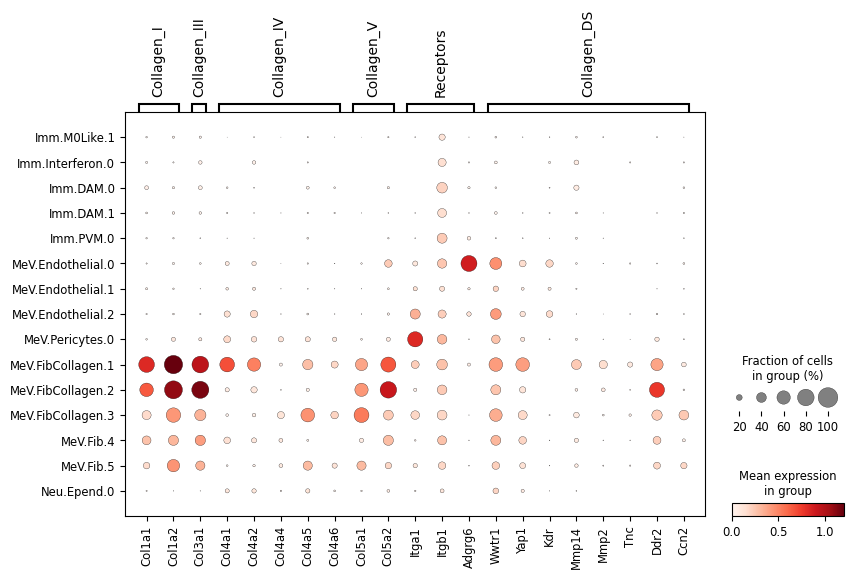 Collagen_I
Collagen_III
Collagen_IV
Collagen_V
Receptors
Collagen_DS
Imm.M0Like.1
Imm.Interferon.0
Imm.DAM.0
Imm.DAM.1
Imm.PVM.0
MeV.Endothelial.0
MeV.Endothelial.1
MeV.Endothelial.2
MeV.Pericytes.0
MeV.FibCollagen.1
MeV.FibCollagen.2
MeV.FibCollagen.3
MeV.Fib.4
MeV.Fib.5
Neu.Epend.0
Col1a1
Col1a2
Col3a1
Col4a1
Col4a2
Col4a4
Col4a5
Col4a6
Col5a1
Col5a2
Itga1
Itgb1
Adgrg6
Wwtr1
Yap1
Kdr
Mmp14
Mmp2
Tnc
Ddr2
Ccn2
Fraction of cells
in group (%)
20 40 60 80 100
Mean expression
in group
0.0 0.5 1.0